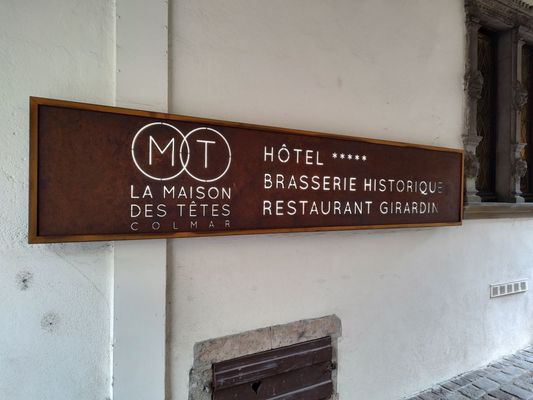 MT
LA MAISON
DES TÊTES
COLMAR
HÔTEL *****
BRASSERIE HISTORIQUE
RESTAURANT GIRARDIN